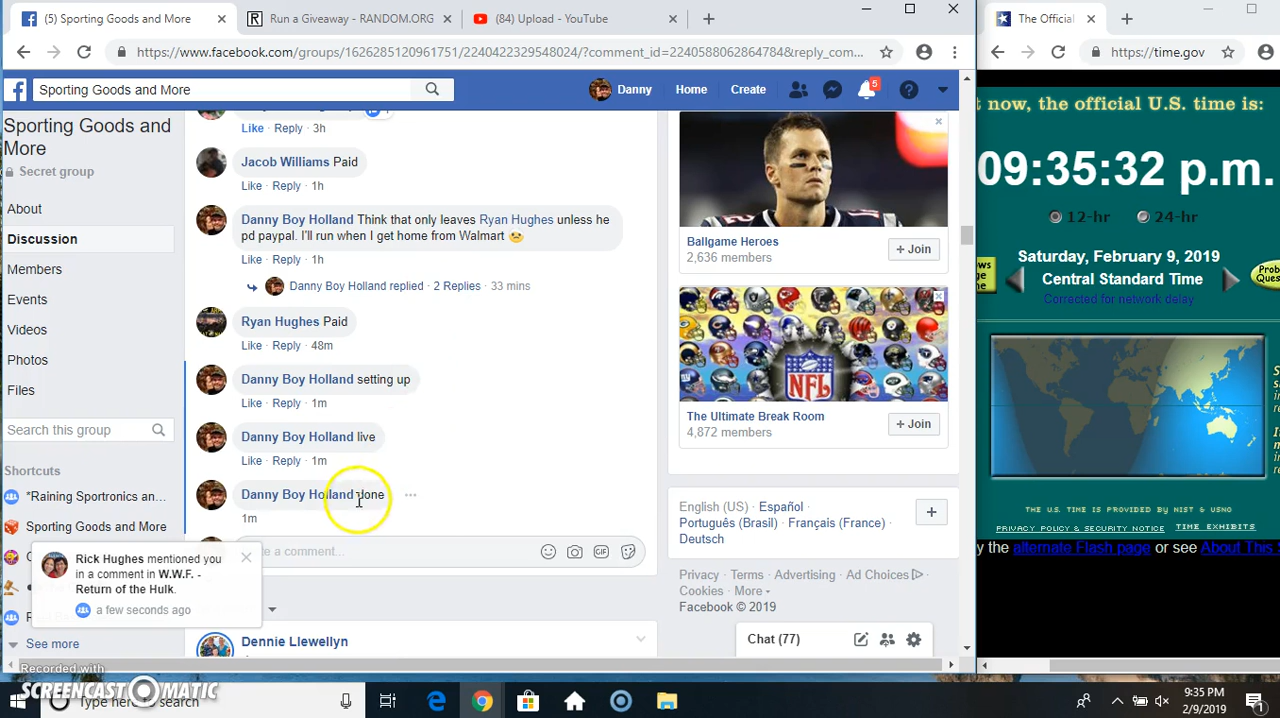 (5) Sporting Goods and More
Run a Giveaway - RANDOM.ORG
(84) Upload - YouTube
The Official
https://www.facebook.com/groups/1626285120961751/2240422329548024/?comment_id=2240588062864784&reply_com...
https://time.gov
Sporting Goods and More
Danny
Home
Create
5
Sporting Goods and
More
Secret group
About
Discussion
Members
Events
Videos
Photos
Files
Search this group
Shortcuts
*Raining Sportronics an...
Sporting Goods and More
See more
Like · Reply · 3h
Jacob Williams Paid
Like · Reply · 1h
Danny Boy Holland Think that only leaves Ryan Hughes unless he
pd paypal. I'll run when I get home from Walmart
Like · Reply · 1h
Danny Boy Holland replied · 2 Replies · 33 mins
Ryan Hughes Paid
Like · Reply · 48m
Danny Boy Holland setting up
Like · Reply · 1m
Danny Boy Holland live
Like · Reply · 1m
Danny Boy Holland done
1m
a comment...
GIF
Dennie Llewellyn
Rick Hughes mentioned you
in a comment in W.W.F. -
Return of the Hulk.
a few seconds ago
Ballgame Heroes
2,636 members
+ Join
NFL
The Ultimate Break Room
4,872 members
+ Join
English (US) · Español ·
Português (Brasil) · Français (France) ·
Deutsch
Privacy · Terms · Advertising · Ad Choices ·
Cookies · More
Facebook © 2019
Chat (77)
t now, the official U.S. time is:
09:35:32 p.m.
12-hr
24-hr
Saturday, February 9, 2019
Central Standard Time
Corrected for network delay
THE U.S. TIME IS PROVIDED BY NIST & USNO
PRIVACY POLICY & SECURITY NOTICE
TIME EXHIBITS
y the alternate Flash page or see About This
Recorded with
SCREENCAST-O-MATIC
Type here to search
9:35 PM
2/9/2019
1